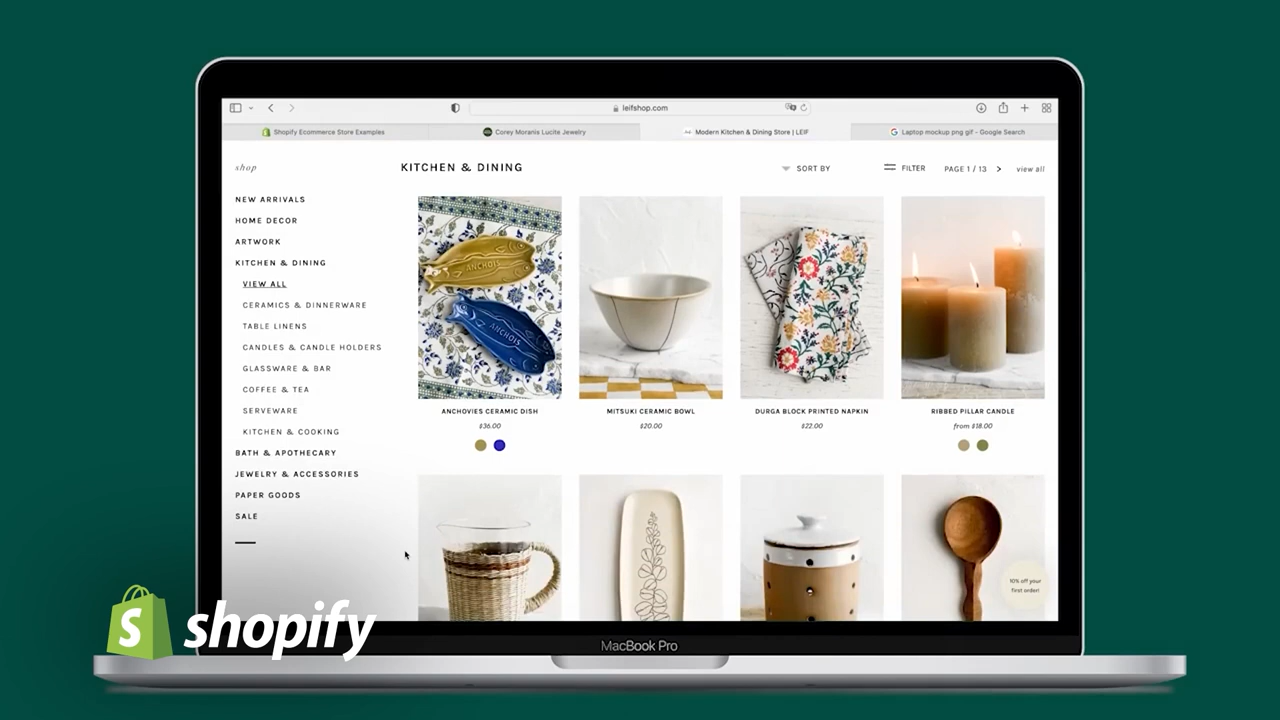 leifshop.com
Shopify Ecommerce Store Examples
Corey Moranis Lucite Jewelry
Modern Kitchen & Dining Store | LEIF
Laptop mockup png gif - Google Search
shop
KITCHEN & DINING
SORT BY
FILTER
PAGE 1 / 13
view all
NEW ARRIVALS
HOME DECOR
ARTWORK
KITCHEN & DINING
VIEW ALL
CERAMICS & DINNERWARE
TABLE LINENS
CANDLES & CANDLE HOLDERS
GLASSWARE & BAR
COFFEE & TEA
SERVEWARE
KITCHEN & COOKING
BATH & APOTHECARY
JEWELRY & ACCESSORIES
PAPER GOODS
SALE
ANCHOIS
ANCHOIS
ANCHOVIES CERAMIC DISH
$36.00
MITSUKI CERAMIC BOWL
$20.00
DURGA BLOCK PRINTED NAPKIN
$22.00
RIBBED PILLAR CANDLE
from $18.00
10% off your
first order!
S shopify
MacBook Pro